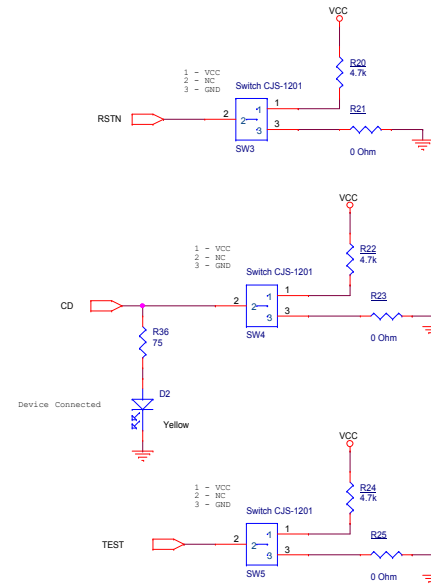 VCC
R20
4.7k
1 - VCC
2 - NC
3 - GND
Switch CJS-1201
R21
RSTN
2
1
3
1
2
3
0 Ohm
SW3
VCC
R22
4.7k
1 - VCC
2 - NC
3 - GND
Switch CJS-1201
R23
CD
2
1
3
1
2
3
0 Ohm
SW4
R36
75
D2
Device Connected
Yellow
VCC
R24
4.7k
1 - VCC
2 - NC
3 - GND
Switch CJS-1201
R25
TEST
2
1
3
1
2
3
0 Ohm
SW5